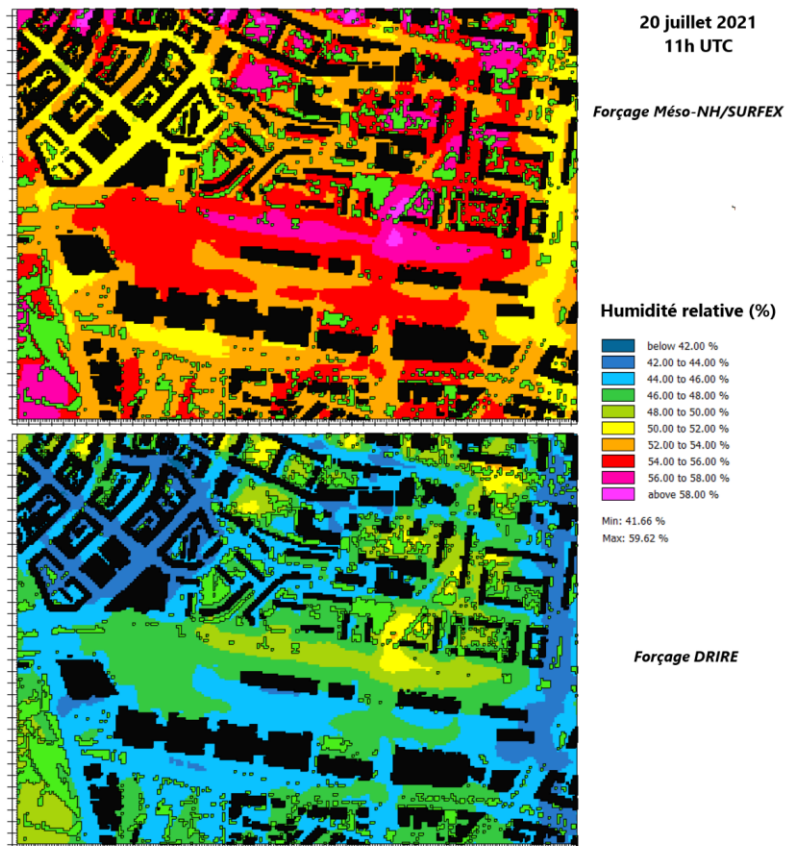 20 juillet 2021
11h UTC
Forçage Méso-NH/SURFEX
Humidité relative (%)
below 42.00 %
42.00 to 44.00 %
44.00 to 46.00 %
46.00 to 48.00 %
48.00 to 50.00 %
50.00 to 52.00 %
52.00 to 54.00 %
54.00 to 56.00 %
56.00 to 58.00 %
above 58.00 %
Min: 41.66 %
Max: 59.62 %
Forçage DRIRE